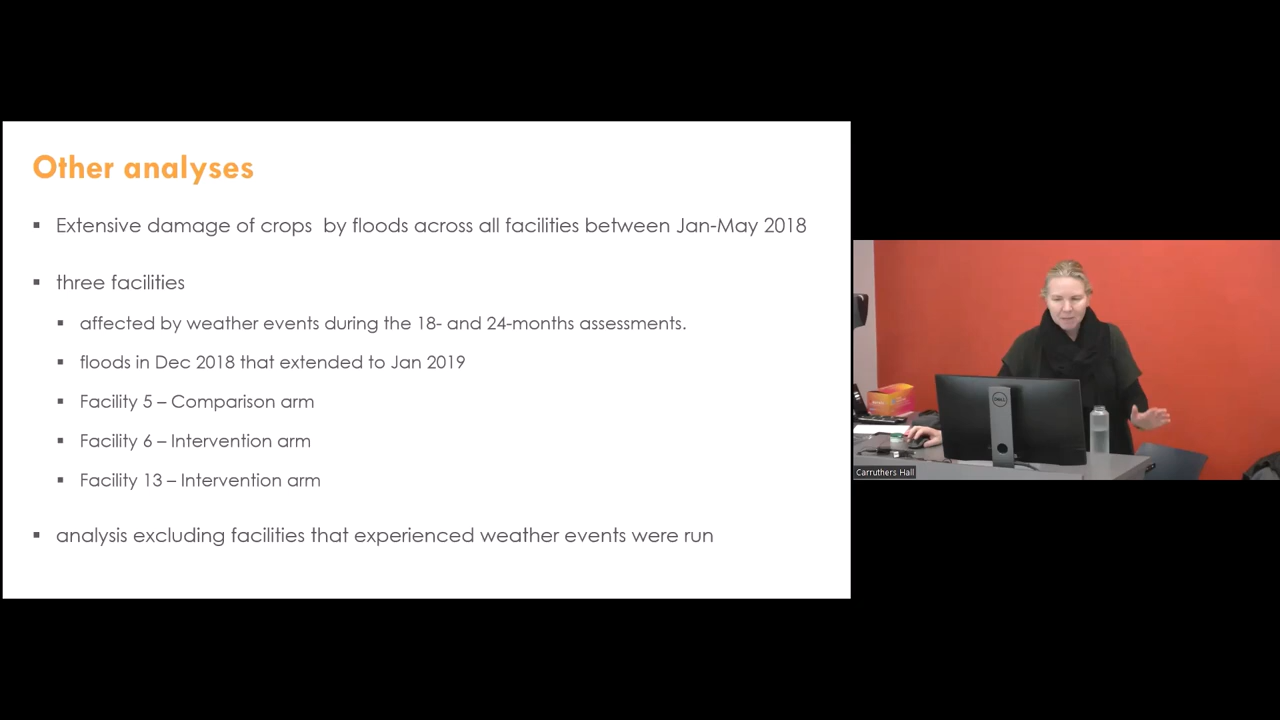 Other analyses
▪ Extensive damage of crops by floods across all facilities between Jan-May 2018
▪ three facilities
▪ affected by weather events during the 18- and 24-months assessments.
▪ floods in Dec 2018 that extended to Jan 2019
▪ Facility 5 – Comparison arm
▪ Facility 6 – Intervention arm
▪ Facility 13 – Intervention arm
▪ analysis excluding facilities that experienced weather events were run
DELL
Carruthers Hall